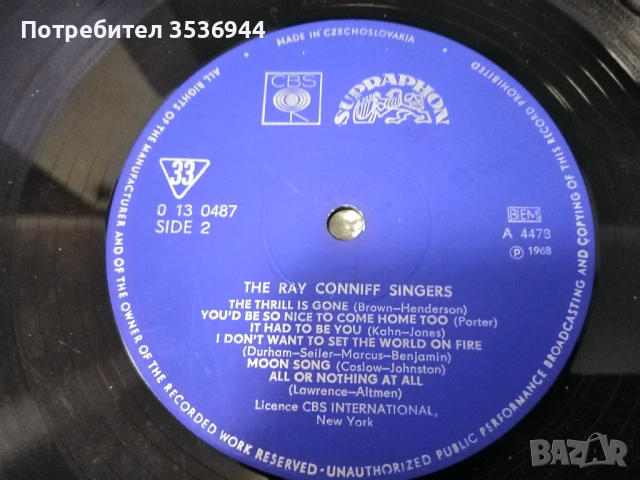 Потребител 3536944
MADE IN CZECHOSLOVAKIA
ALL RIGHTS OF THE MANUFACTURER AND OF THE OWNER OF THE RECORDED WORK RESERVED · UNAUTHORIZED PUBLIC PERFORMANCE BROADCASTING AND COPYING OF THIS RECORD PROHIBITED
CBS
SUPRAPHON
33
0 13 0487
SIDE 2
BIEM
A 4473
Ⓟ 1968
THE RAY CONNIFF SINGERS
THE THRILL IS GONE (Brown—Henderson)
YOU'D BE SO NICE TO COME HOME TOO (Porter)
IT HAD TO BE YOU (Kahn—Jones)
I DON'T WANT TO SET THE WORLD ON FIRE
(Durham—Seiler—Marcus—Benjamin)
MOON SONG (Coslow—Johnston)
ALL OR NOTHING AT ALL
(Lawrence—Altmen)
Licence CBS INTERNATIONAL,
New York
BAZAR